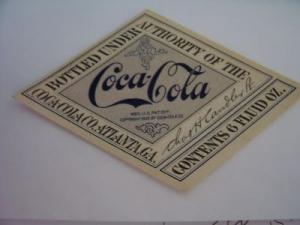 BOTTLED UNDER AUTHORITY OF THE
Coca-Cola
COCA-COLA CO. ATLANTA, GA.
CONTENTS 6 FLUID OZ.